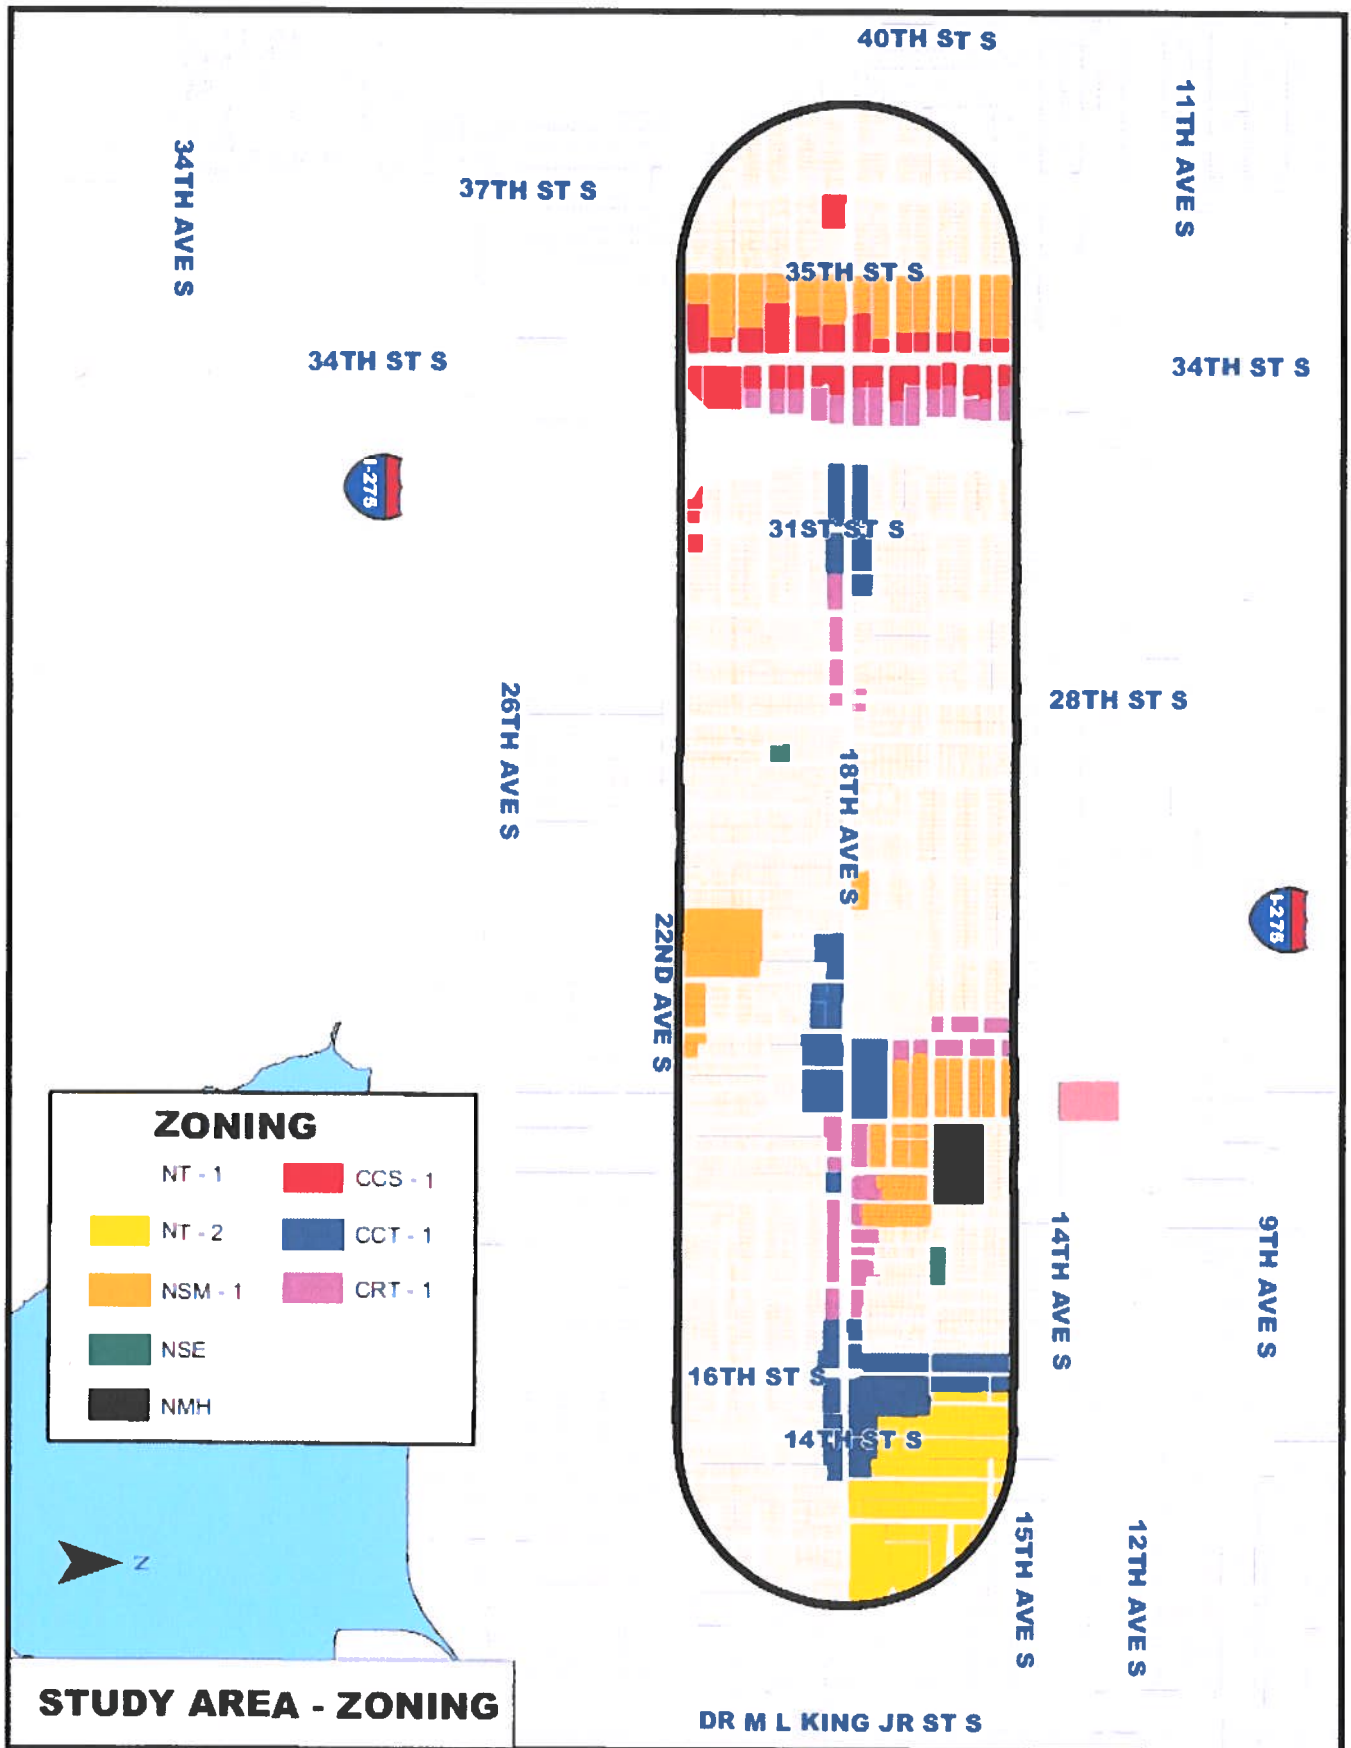 40TH ST S
11TH AVE S
34TH AVE S
37TH ST S
35TH ST S
34TH ST S
34TH ST S
I-275
31ST ST S
26TH AVE S
28TH ST S
18TH AVE S
I-275
22ND AVE S
ZONING
NT - 1
CCS - 1
NT - 2
CCT - 1
NSM - 1
CRT - 1
NSE
NMH
14TH AVE S
9TH AVE S
16TH ST S
14TH ST S
15TH AVE S
12TH AVE S
N
STUDY AREA - ZONING
DR M L KING JR ST S